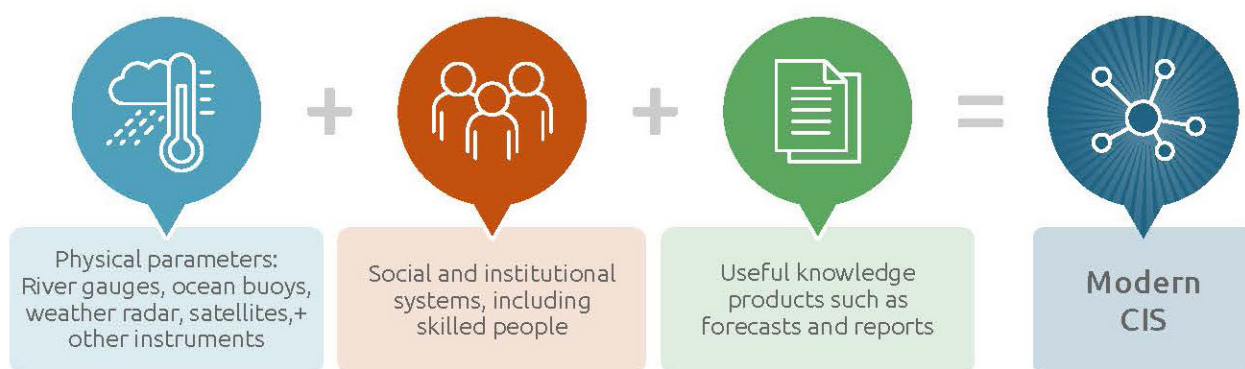 +
+
=
Physical parameters:
River gauges, ocean buoys,
weather radar, satellites,+
other instruments
Social and institutional
systems, including
skilled people
Useful knowledge
products such as
forecasts and reports
Modern
CIS